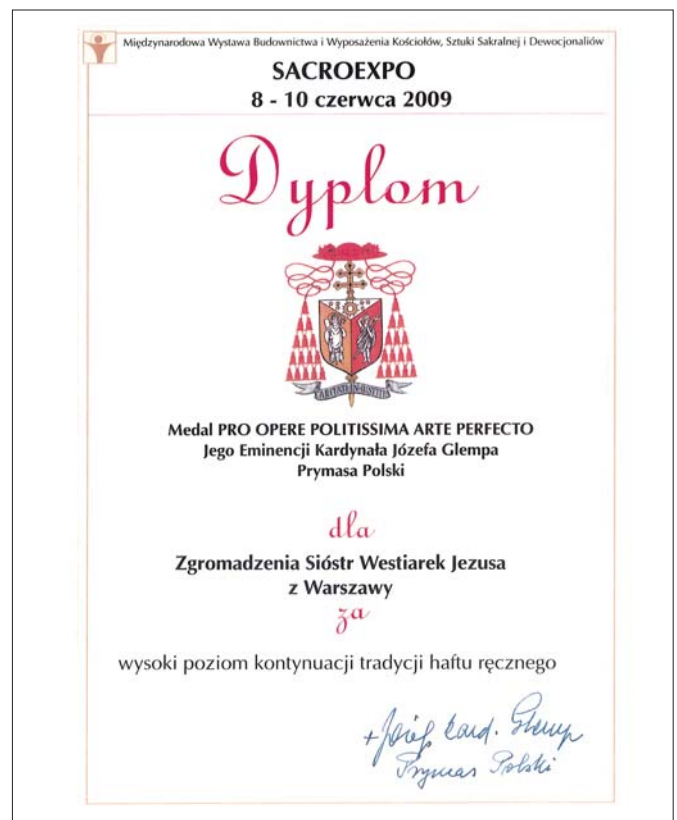 Międzynarodowa Wystawa Budownictwa i Wyposażenia Kościołów, Sztuki Sakralnej i Dewocjonaliów
SACROEXPO
8 - 10 czerwca 2009
Dyplom
CARITATI IN IUSTITIA
Medal PRO OPERE POLITISSIMA ARTE PERFECTO
Jego Eminencji Kardynała Józefa Glempa
Prymasa Polski
dla
Zgromadzenia Sióstr Westiarek Jezusa
z Warszawy
za
wysoki poziom kontynuacji tradycji haftu ręcznego
+ Józef Kard. Glemp
Prymas Polski